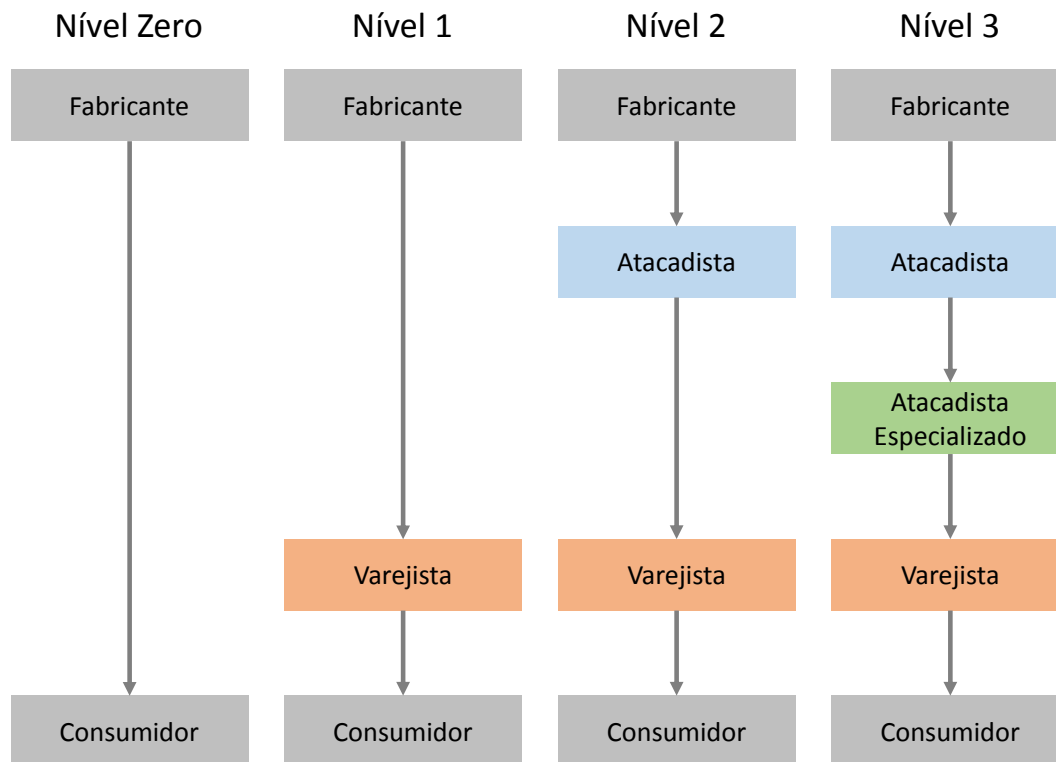 Nível Zero
Nível 1
Nível 2
Nível 3
Fabricante
Fabricante
Fabricante
Fabricante
Atacadista
Atacadista
Atacadista
Especializado
Varejista
Varejista
Varejista
Consumidor
Consumidor
Consumidor
Consumidor